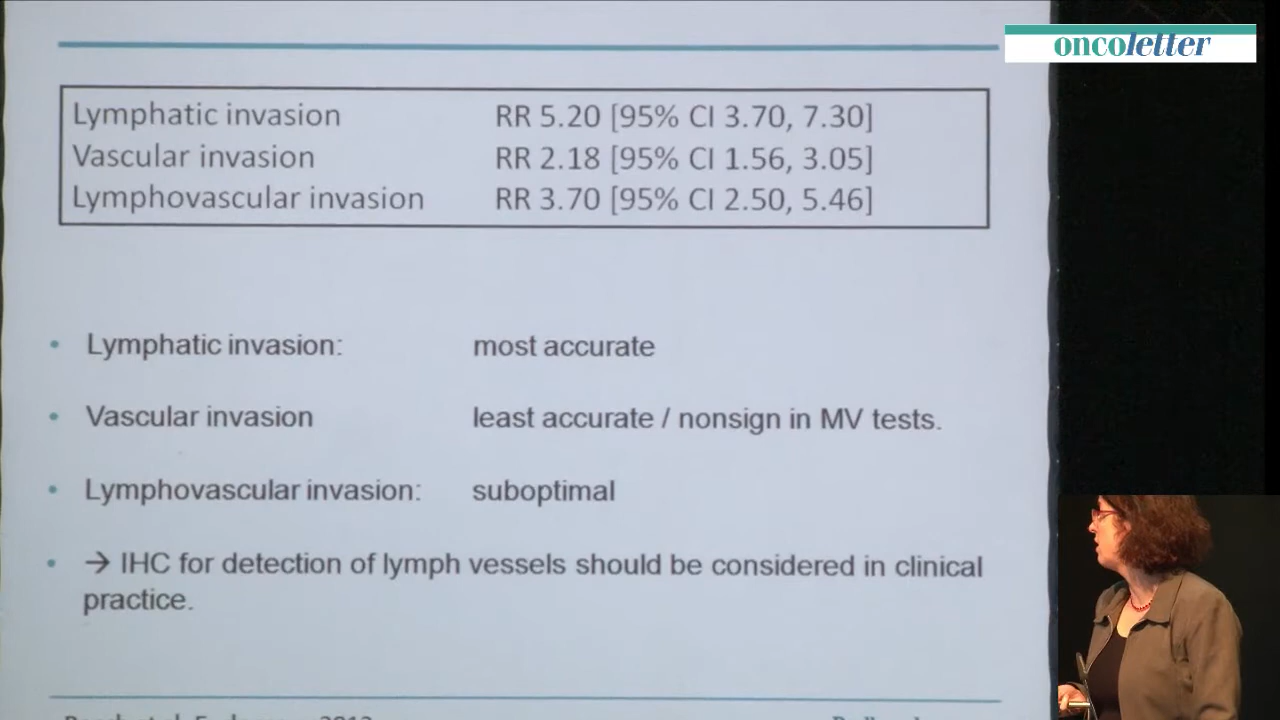 oncoletter
Lymphatic invasion RR 5.20 [95% CI 3.70, 7.30]
Vascular invasion RR 2.18 [95% CI 1.56, 3.05]
Lymphovascular invasion RR 3.70 [95% CI 2.50, 5.46]
• Lymphatic invasion: most accurate
• Vascular invasion least accurate / nonsign in MV tests.
• Lymphovascular invasion: suboptimal
• → IHC for detection of lymph vessels should be considered in clinical
practice.